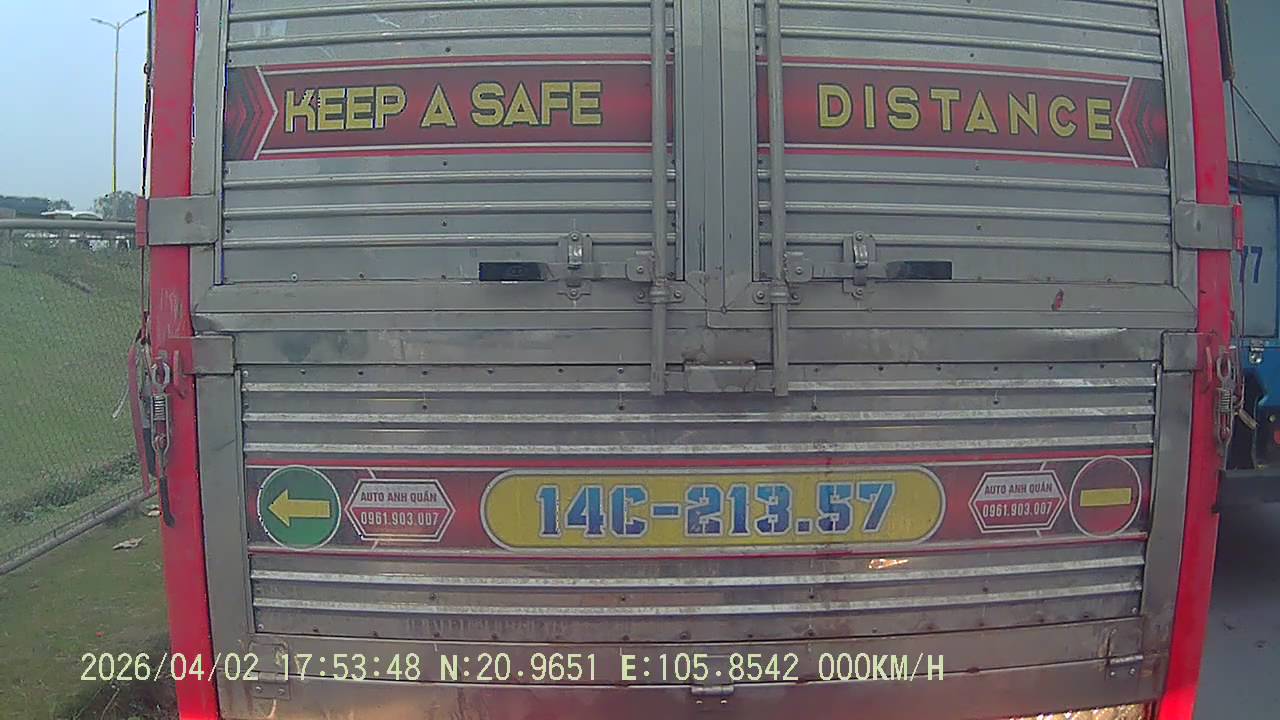 KEEP A SAFE DISTANCE
77
AUTO ANH QUÂN
0961.903.007
14C-213.57
AUTO ANH QUÂN
0961.903.007
2026/04/02 17:53:48 N:20.9651 E:105.8542 000KM/H